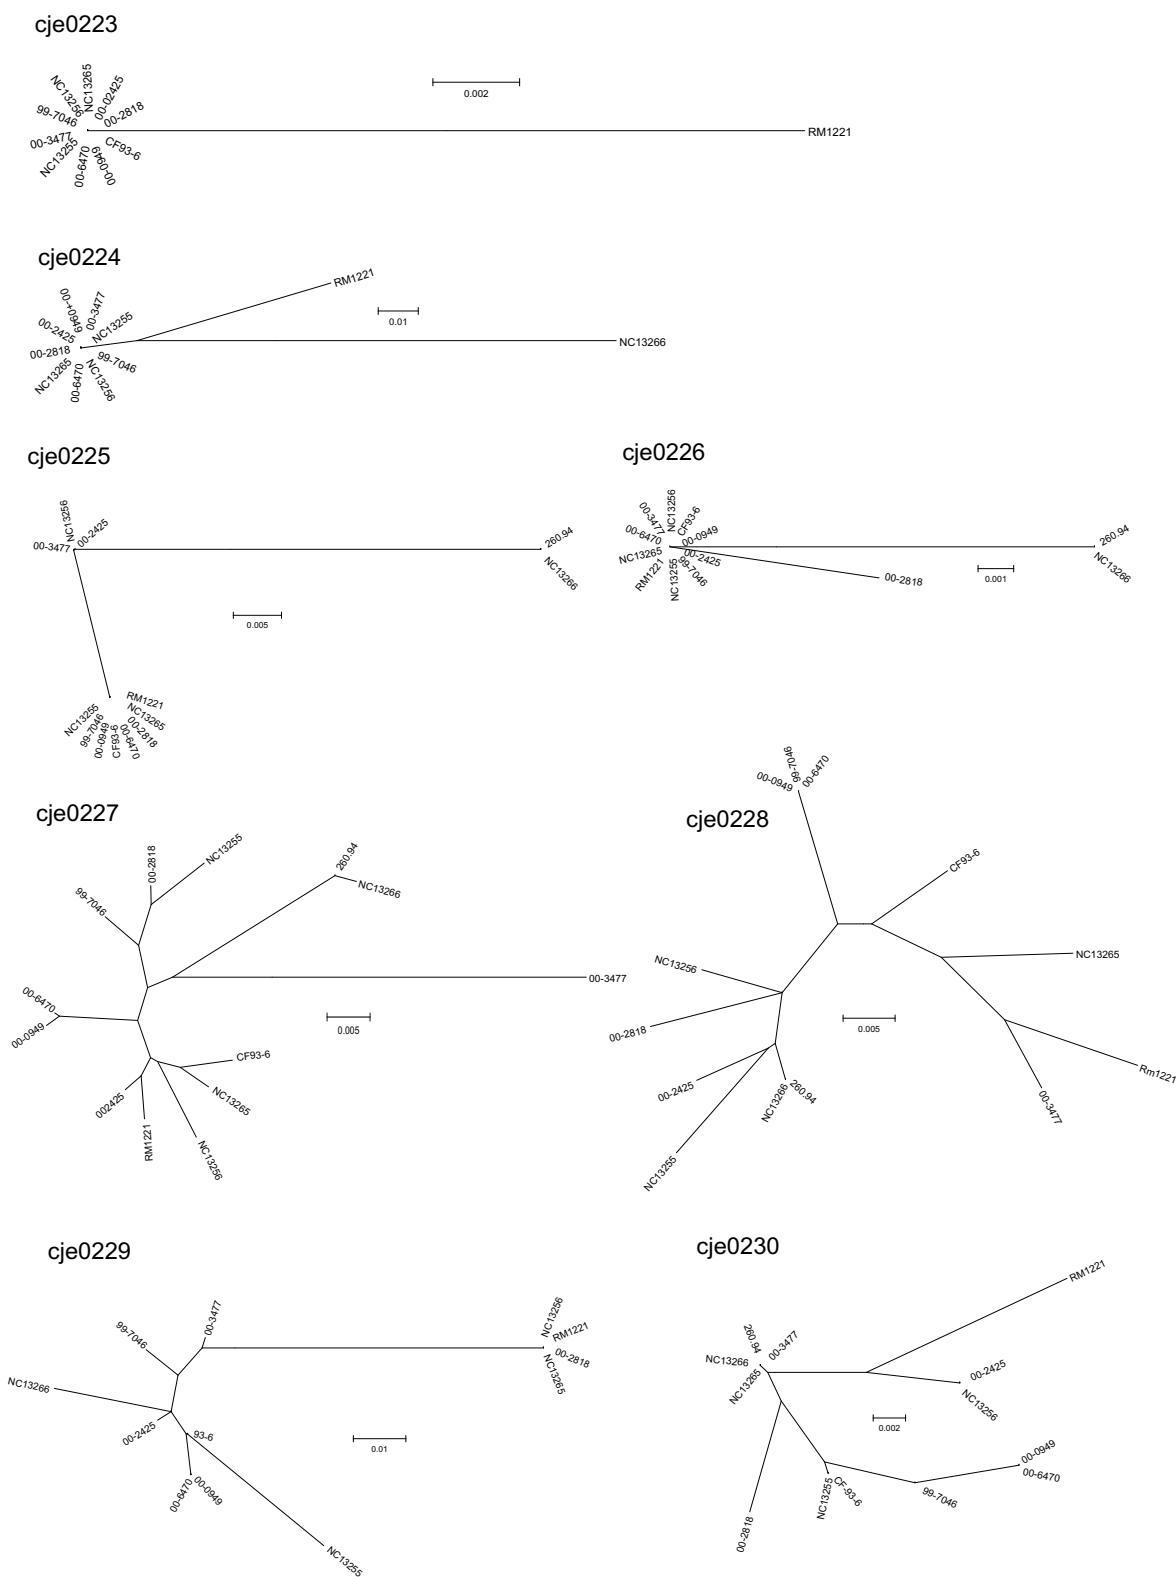 cje0223
NC13265
NC13256
00-02425
99-7046
00-2818
00-3477
CF93-6
NC13255
00-6470
00-0949
0.002
RM1221
cje0224
00-+0949
00-3477
00-2425
NC13255
00-2818
99-7046
NC13265
NC13256
00-6470
RM1221
0.01
NC13266
cje0225
NC13256
00-2425
00-3477
260.94
NC13266
0.005
RM1221
NC13265
NC13255
00-2818
99-7046
00-6470
00-0949
CF93-6
cje0226
NC13256
00-3477
CF93-6
00-6470
00-0949
NC13265
00-2425
99-7046
RM1221
NC13255
00-2818
0.001
260.94
NC13266
cje0227
00-2818
NC13255
99-7046
260.94
NC13266
00-3477
00-6470
00-0949
0.005
CF93-6
NC13265
002425
RM1221
NC13256
cje0228
99-7046
00-0949
00-6470
CF93-6
NC13265
NC13256
00-2818
0.005
00-2425
260.94
NC13266
NC13255
Rm1221
00-3477
cje0229
00-3477
99-7046
NC13256
RM1221
00-2818
NC13265
NC13266
00-2425
93-6
0.01
00-6470
00-0949
NC13255
cje0230
RM1221
260.94
00-3477
NC13266
NC13265
00-2425
NC13256
0.002
00-0949
00-6470
99-7046
CF-93-6
NC13255
00-2818